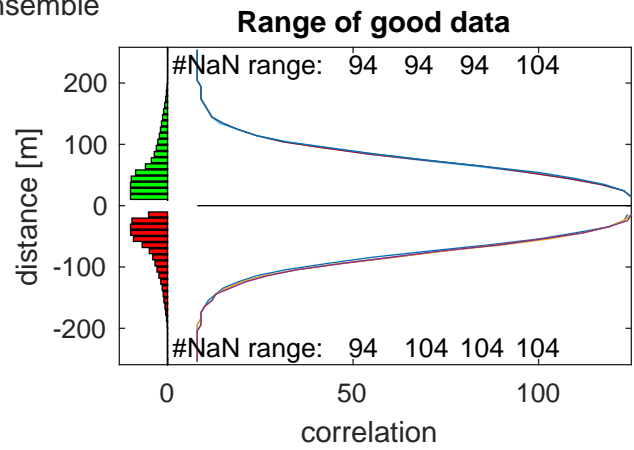 nsemble
Range of good data
#NaN range: 94 94 94 104
200
100
0
-100
-200
distance [m]
#NaN range: 94 104 104 104
0 50 100
correlation